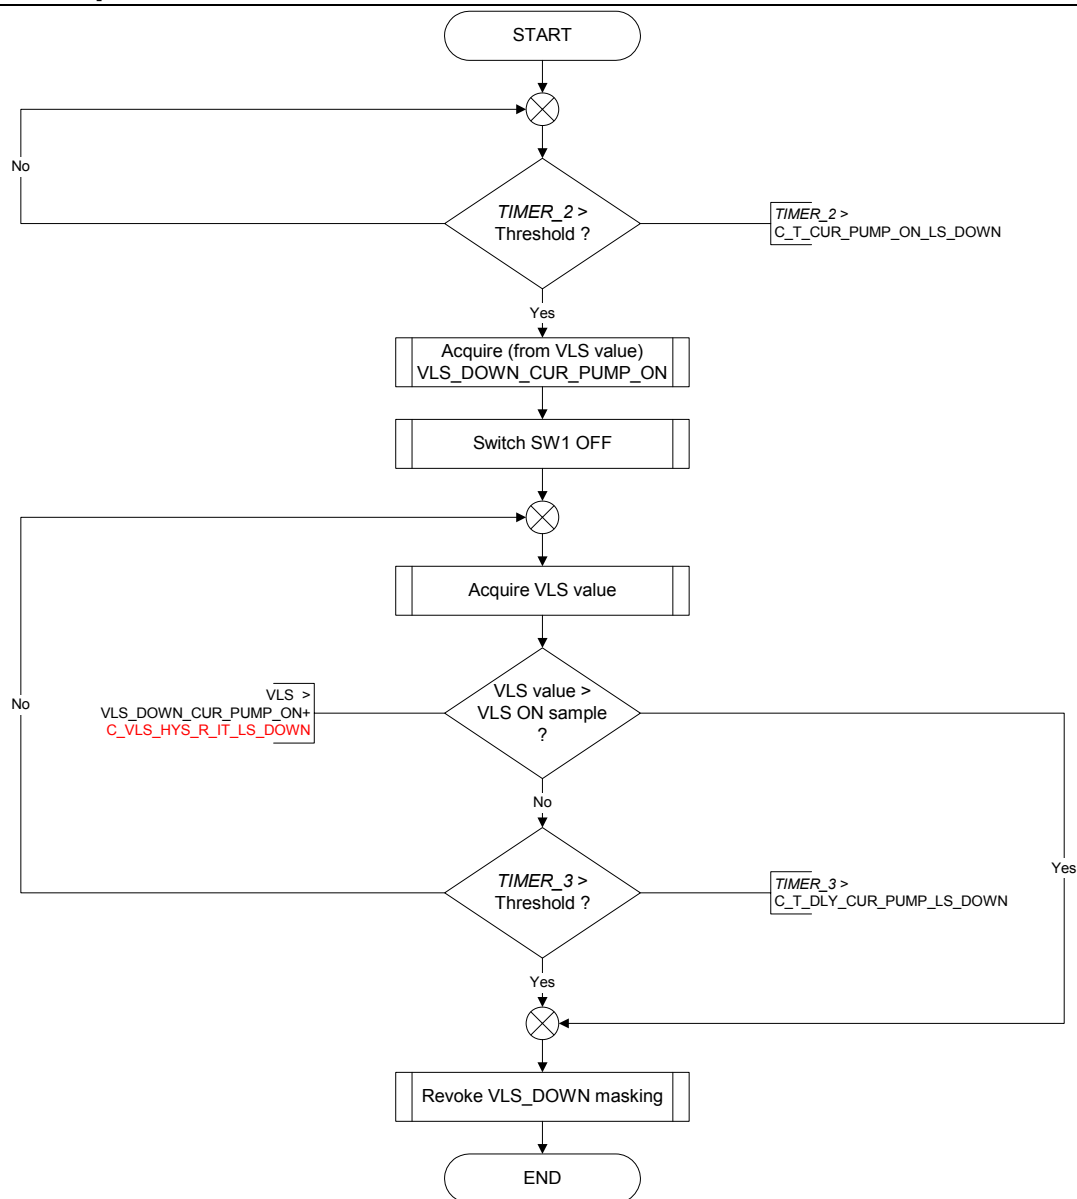 START
No
TIMER_2 >
Threshold ?
TIMER_2 >
C_T_CUR_PUMP_ON_LS_DOWN
Yes
Acquire (from VLS value)
VLS_DOWN_CUR_PUMP_ON
Switch SW1 OFF
Acquire VLS value
No
VLS >
VLS_DOWN_CUR_PUMP_ON+
C_VLS_HYS_R_IT_LS_DOWN
VLS value >
VLS ON sample
?
No
TIMER_3 >
Threshold ?
TIMER_3 >
C_T_DLY_CUR_PUMP_LS_DOWN
Yes
Yes
Revoke VLS_DOWN masking
END